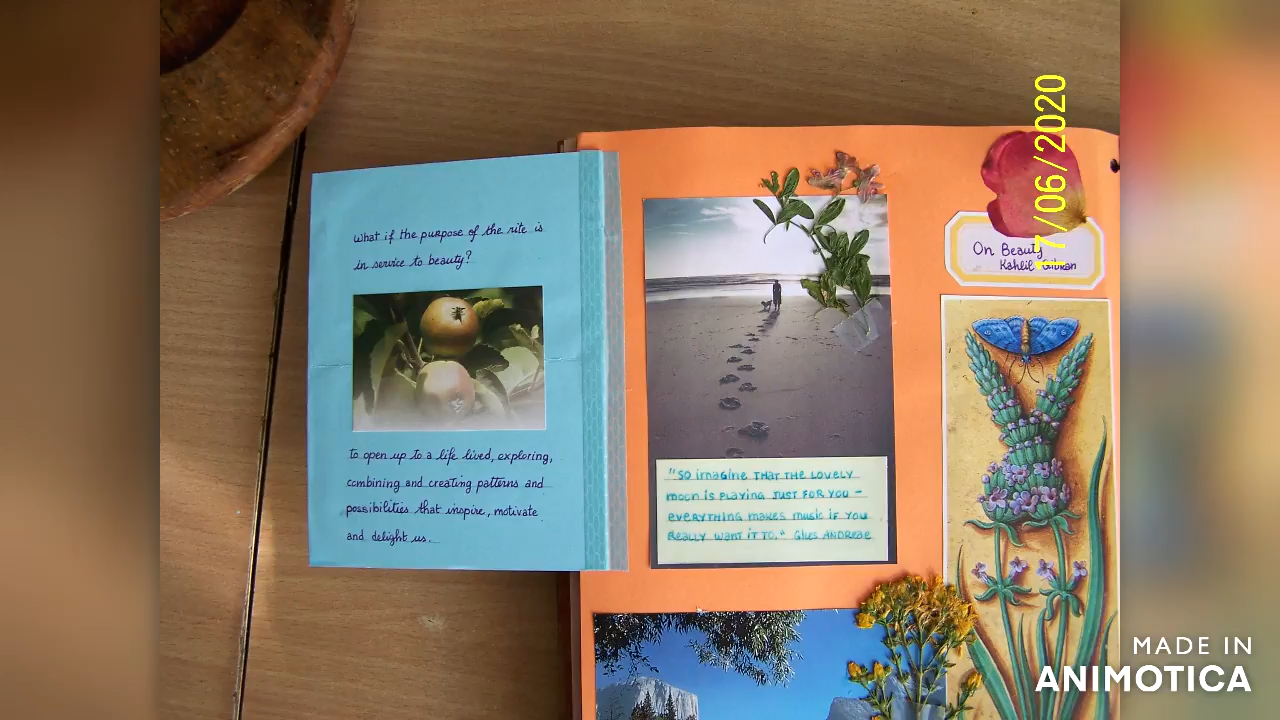 What if the purpose of the rite is
in service to beauty?
to open up to a life lived, exploring,
combining and creating patterns and
possibilities that inspire, motivate
and delight us.
"SO imaGinE THAT THE LOVELY
moon is PLAYinG JUST FOR YOU -
EVERYTHING MAKES music iF YOU
REALLY WANT iT TO." Giles ANDREAE
On Beauty
Kahlil Gibran
17/06/2020
MADE IN
ANIMOTICA